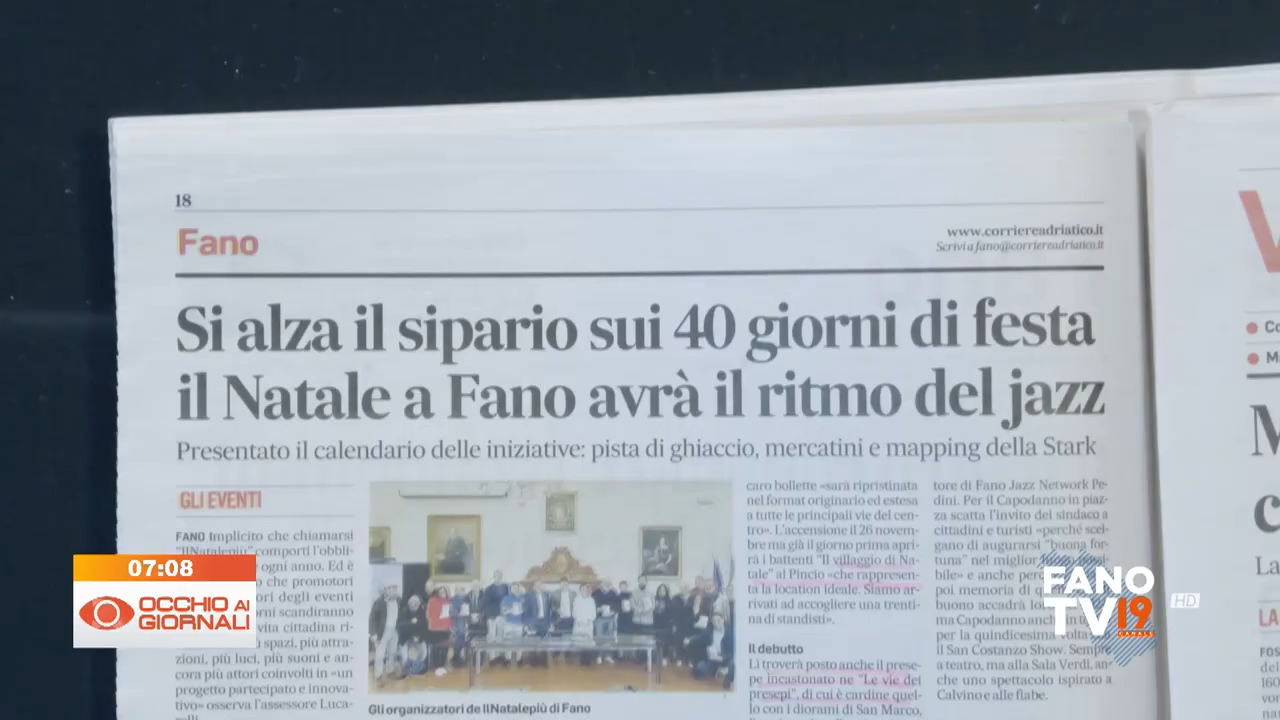 18
Fano
www.corriereadriatico.it
Scrivi a fano@corriereadriatico.it
Si alza il sipario sui 40 giorni di festa
il Natale a Fano avrà il ritmo del jazz
Presentato il calendario delle iniziative: pista di ghiaccio, mercatini e mapping della Stark
GLI EVENTI
FANO Implicito che chiamarsi
"IlNatalepiù" comporti l'obbli-
ogni anno. Ed è
o che promotori
ori degli eventi
rni scandiranno
vita cittadina ri-
spazi, più attra-
zioni, più luci, più suoni e an-
cora più attori coinvolti in «un
progetto partecipato e innova-
tivo» osserva l'assessore Luca-
Gli organizzatori de IlNatalepiù di Fano
caro bollette «sarà ripristinata
nel format originario ed estesa
a tutte le principali vie del cen-
tro». L'accensione il 26 novem-
bre ma già il giorno prima apri-
rà i battenti "Il villaggio di Na-
tale" al Pincio «che rappresen-
ta la location ideale. Siamo ar-
rivati ad accogliere una trenti-
na di standisti».
Il debutto
Lì troverà posto anche il prese-
pe incastonato ne "Le vie dei
presepi", di cui è cardine quel-
lo con i diorami di San Marco,
tore di Fano Jazz Network Pe-
dini. Per il Capodanno in piaz-
za scatta l'invito del sindaco a
cittadini e turisti «perché scel-
gano di augurarsi "buona for-
tuna" nel miglior
bile» e anche per
poi memoria di q
buono accadrà lo
ma Capodanno anch
per la quindicesima volta
il San Costanzo Show. Sempre
a teatro, ma alla Sala Verdi, an-
che uno spettacolo ispirato a
Calvino e alle fiabe.
La
07:08
OCCHIO AI
GIORNALI
FANO
TV19
CANALE
HD